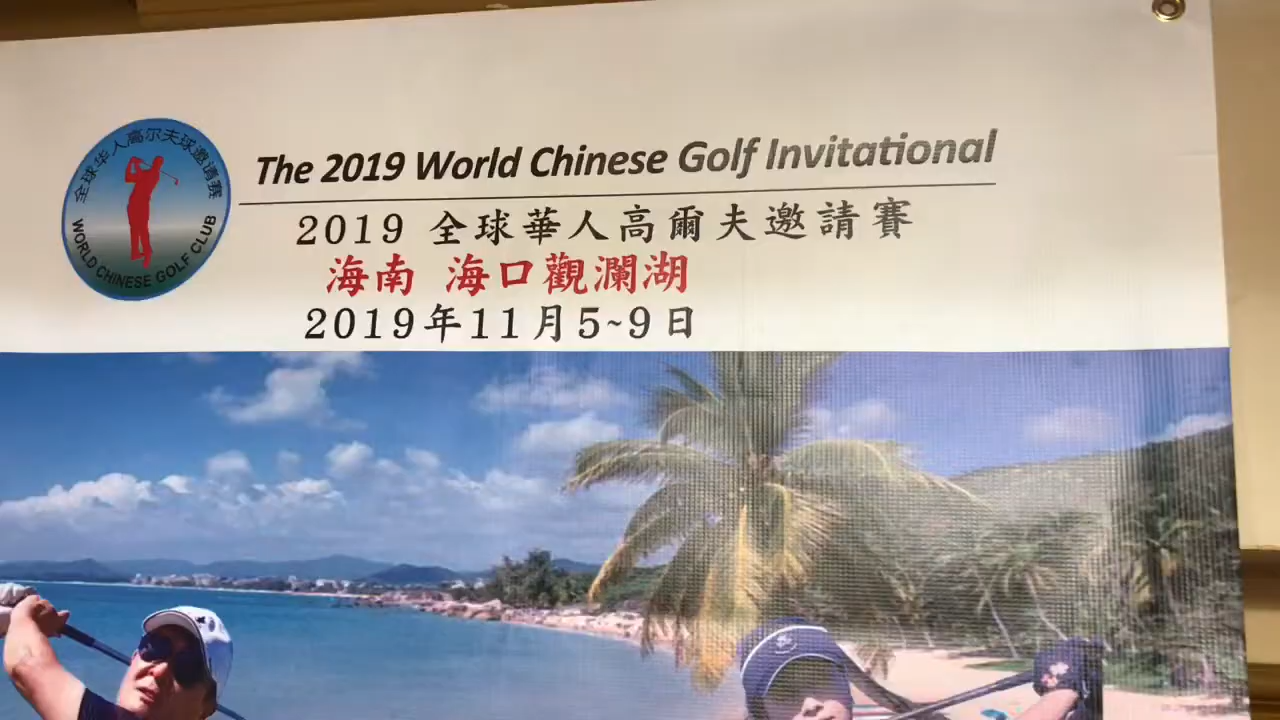 全球华人高尔夫球邀请赛
WORLD CHINESE GOLF CLUB
The 2019 World Chinese Golf Invitational
2019 全球華人高爾夫邀請賽
海南 海口觀瀾湖
2019年11月5~9日